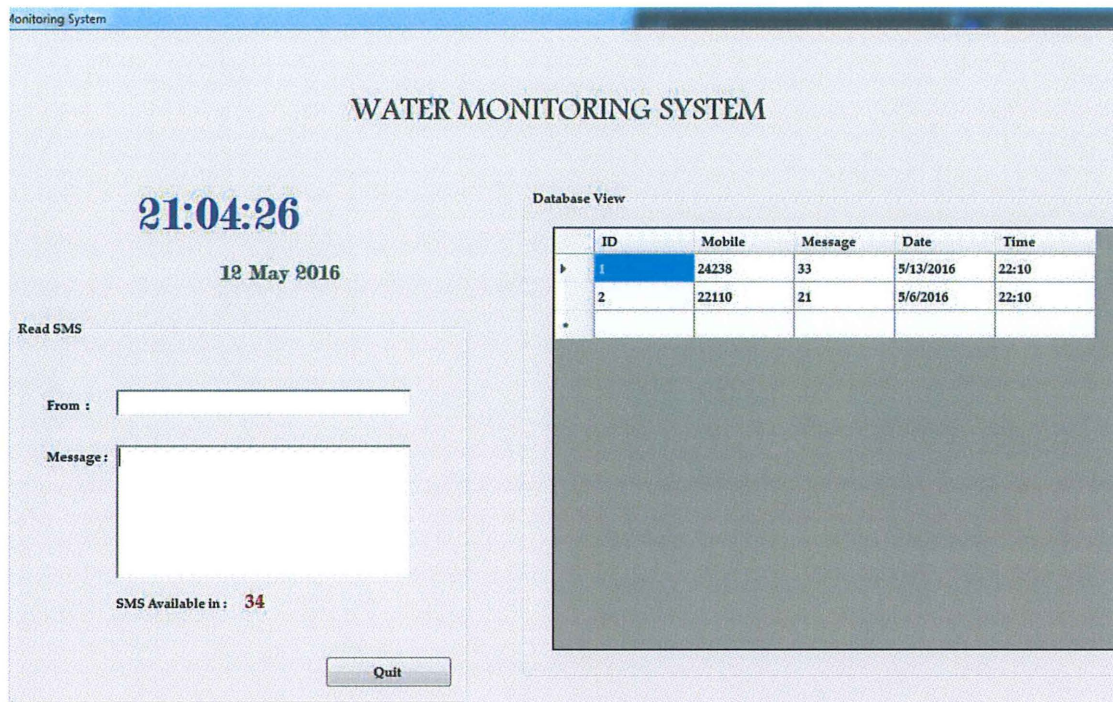 Monitoring System
WATER MONITORING SYSTEM
21:04:26
12 May 2016
Read SMS
From :
Message :
SMS Available in : 34
Quit
Database View
ID Mobile Message Date Time
1 24238 33 5/13/2016 22:10
2 22110 21 5/6/2016 22:10